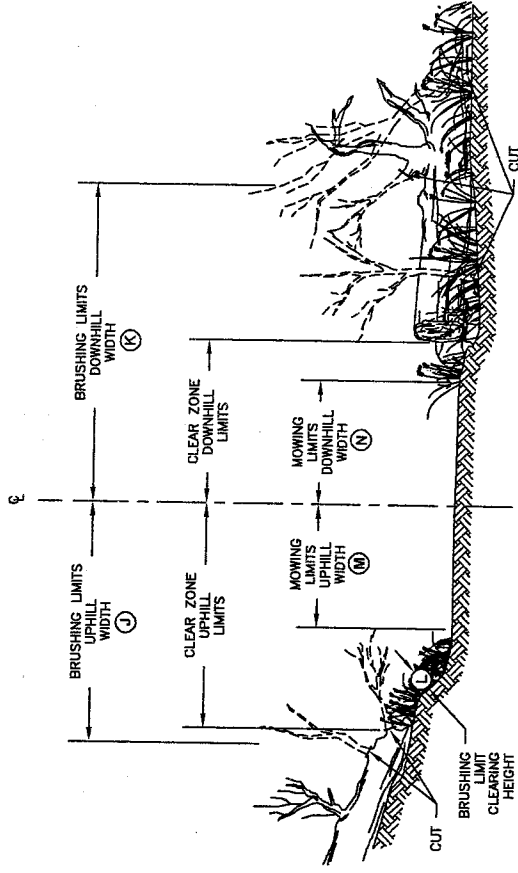 ℄
BRUSHING LIMITS
UPHILL
WIDTH
J
BRUSHING LIMITS
DOWNHILL
WIDTH
K
CLEAR ZONE
UPHILL
LIMITS
CLEAR ZONE
DOWNHILL
LIMITS
MOWING
LIMITS
UPHILL
WIDTH
M
MOWING
LIMITS
DOWNHILL
WIDTH
N
L
CUT
BRUSHING
LIMIT
CLEARING
HEIGHT
CUT